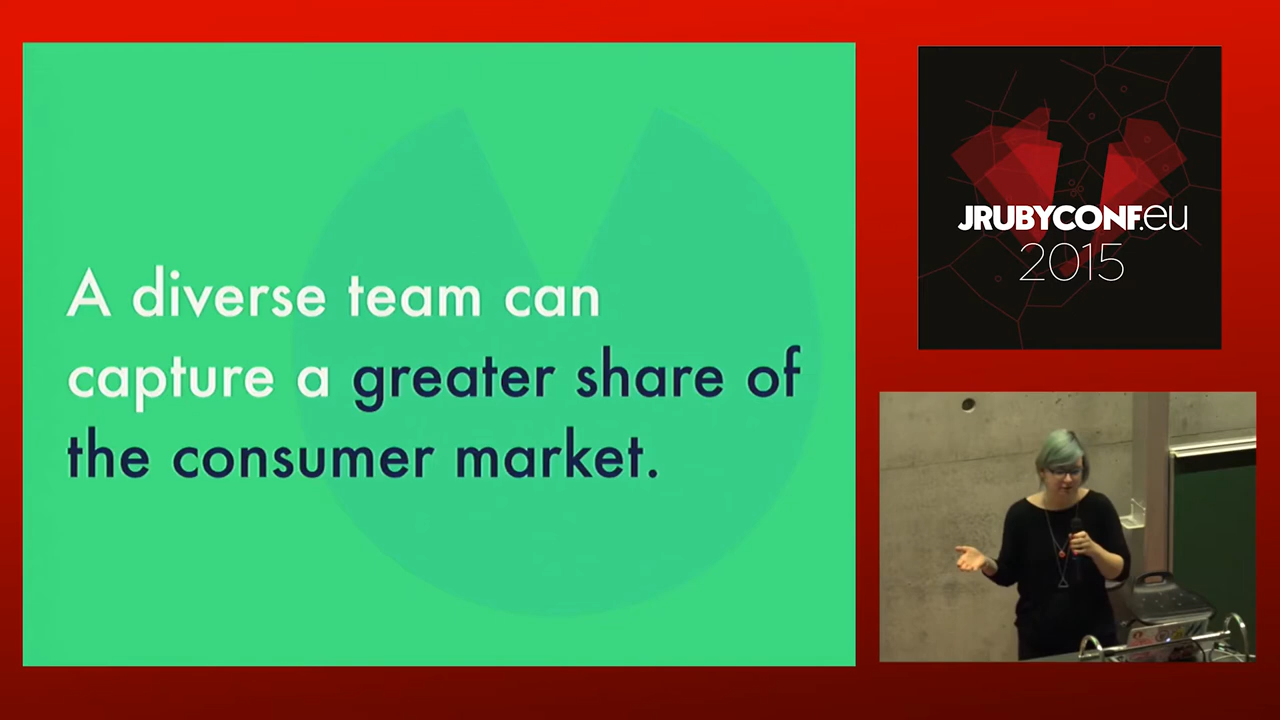 A diverse team can
capture a greater share of
the consumer market.
JRUBYCONF.eu
2015